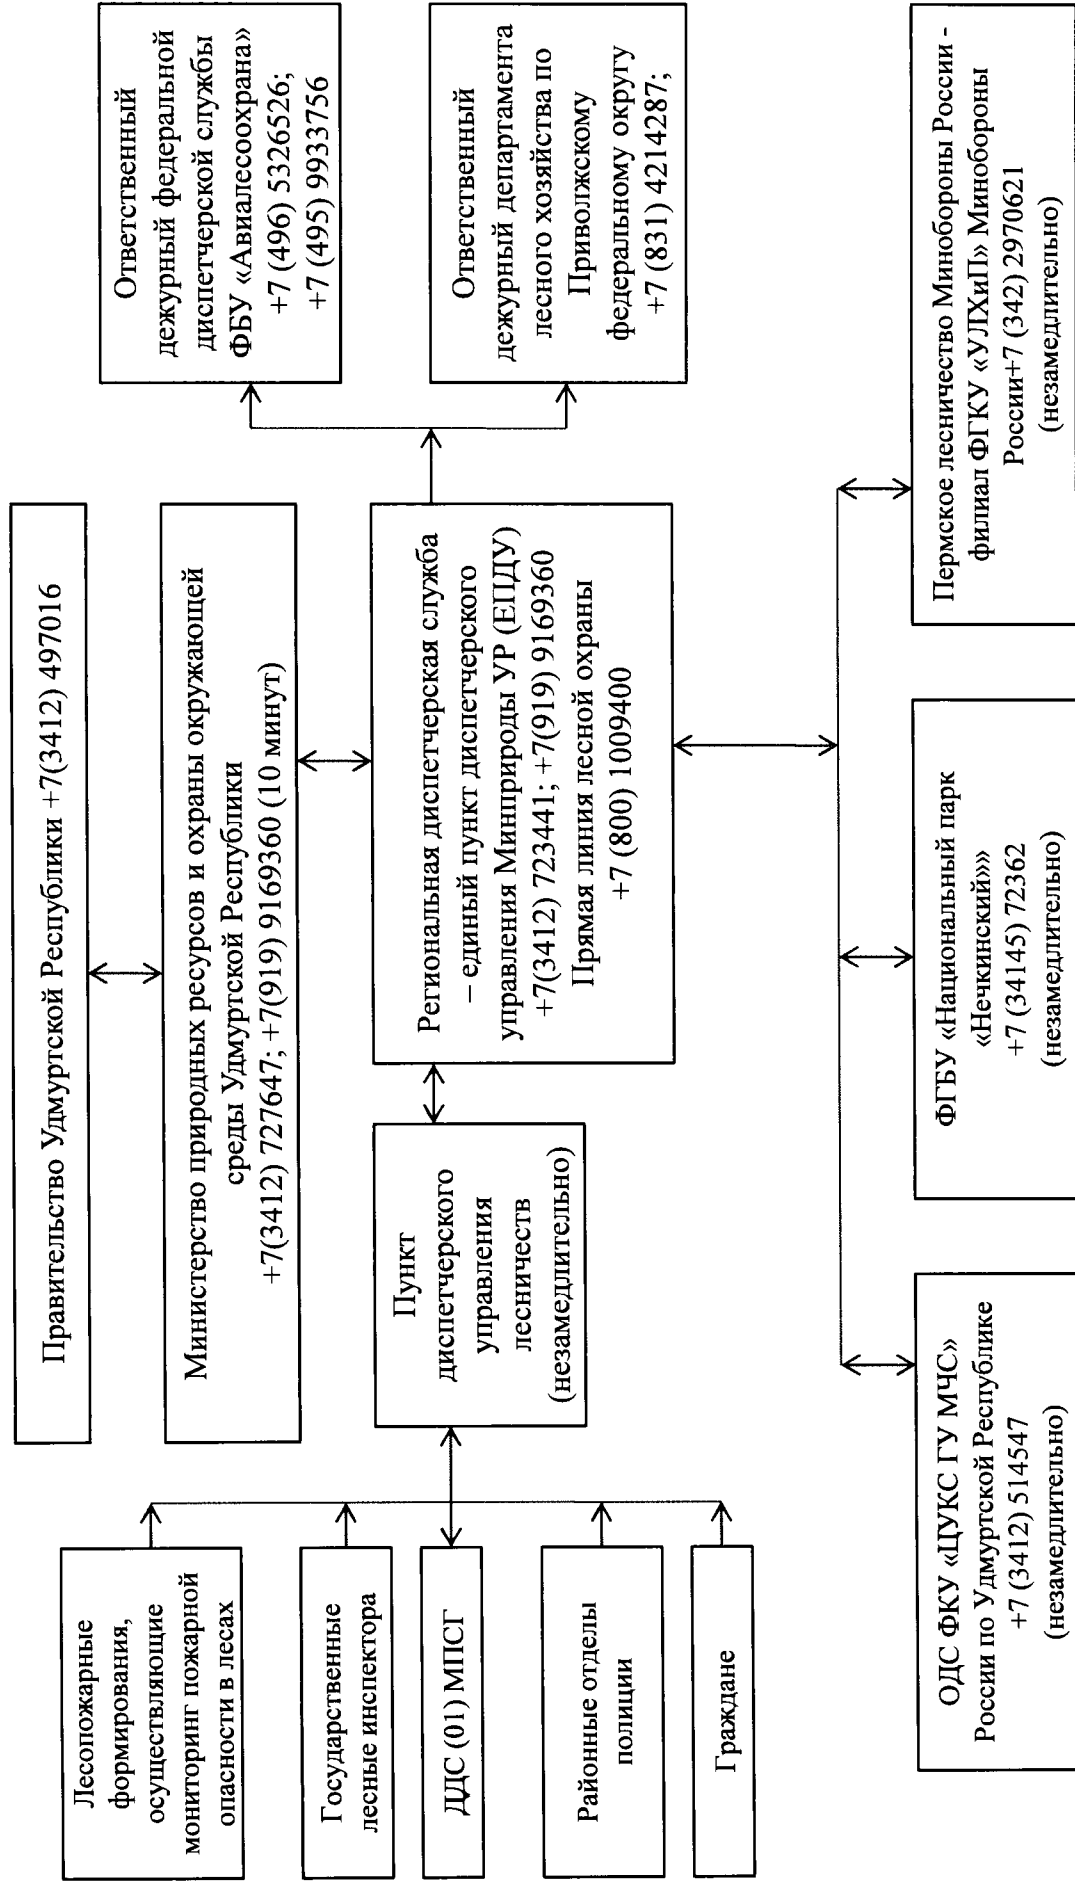 Правительство Удмуртской Республики +7(3412) 497016
Министерство природных ресурсов и охраны окружающей
среды Удмуртской Республики
+7(3412) 727647; +7(919) 9169360 (10 минут)
Лесопожарные
формирования,
осуществляющие
мониторинг пожарной
опасности в лесах
Государственные
лесные инспектора
ДДС (01) МПСГ
Районные отделы
полиции
Граждане
Пункт
диспетчерского
управления
лесничеств
(незамедлительно)
Региональная диспетчерская служба
– единый пункт диспетчерского
управления Минприроды УР (ЕПДУ)
+7(3412) 723441; +7(919) 9169360
Прямая линия лесной охраны
+7 (800) 1009400
Ответственный
дежурный федеральной
диспетчерской службы
ФБУ «Авиалесоохрана»
+7 (496) 5326526;
+7 (495) 9933756
Ответственный
дежурный департамента
лесного хозяйства по
Приволжскому
федеральному округу
+7 (831) 4214287;
ОДС ФКУ «ЦУКС ГУ МЧС»
России по Удмуртской Республике
+7 (3412) 514547
(незамедлительно)
ФГБУ «Национальный парк
«Нечкинский»»
+7 (34145) 72362
(незамедлительно)
Пермское лесничество Минобороны России -
филиал ФГКУ «УЛХиП» Минобороны
России+7 (342) 2970621
(незамедлительно)